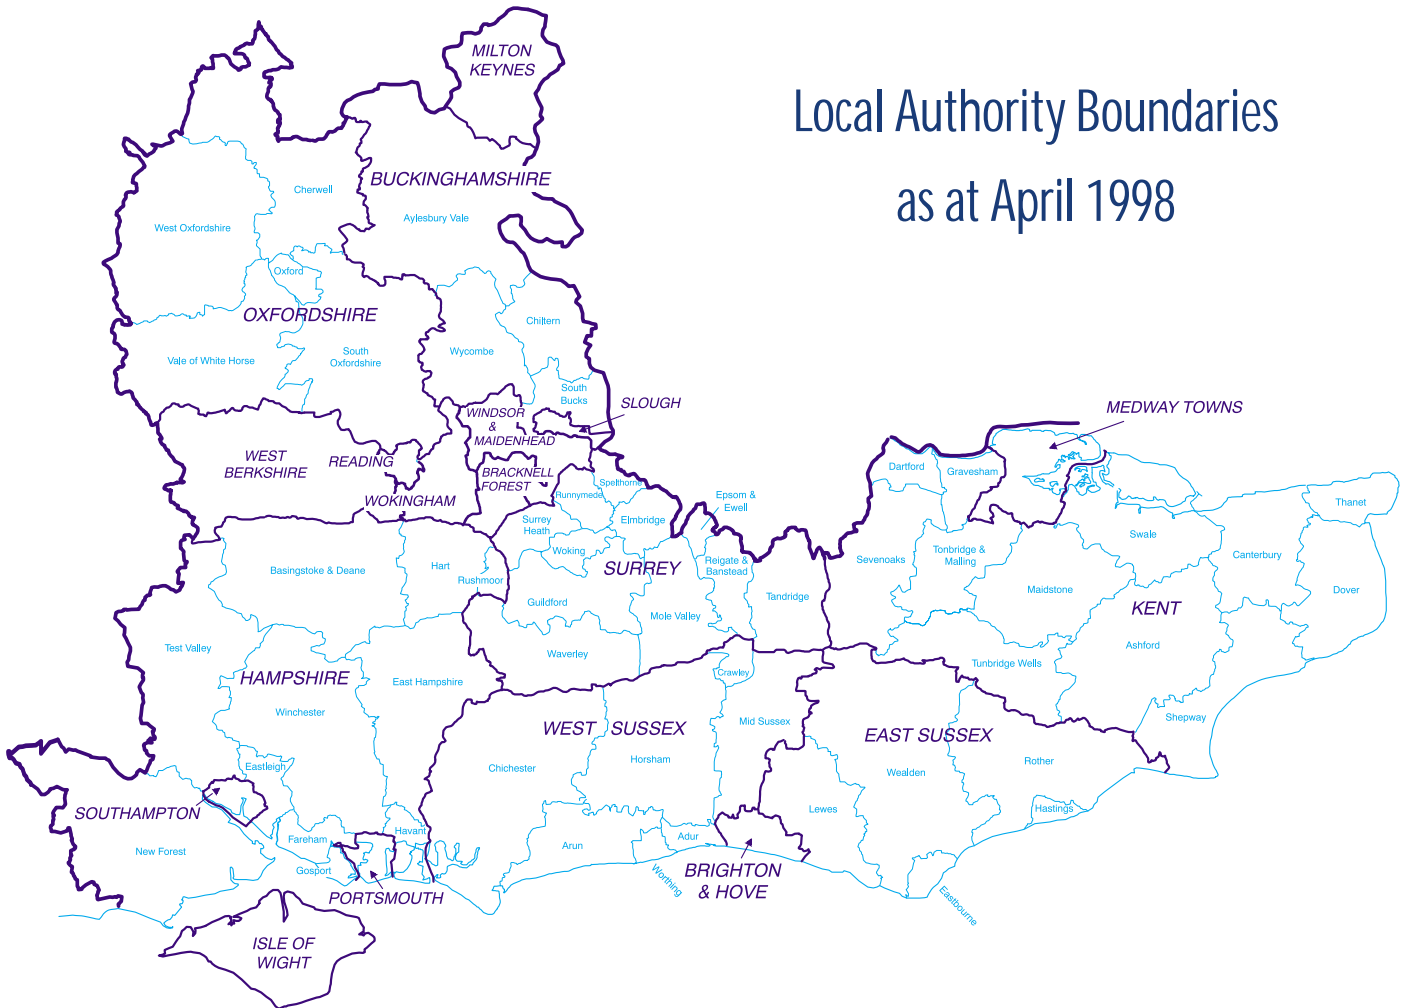 Local Authority Boundaries
as at April 1998
MILTON
KEYNES
BUCKINGHAMSHIRE
Cherwell
Aylesbury Vale
West Oxfordshire
Oxford
OXFORDSHIRE
Chiltern
Vale of White Horse
South
Oxfordshire
Wycombe
South
Bucks
SLOUGH
WINDSOR
&
MAIDENHEAD
MEDWAY TOWNS
WEST
BERKSHIRE
READING
BRACKNELL
FOREST
WOKINGHAM
Spelthorne
Runnymede
Dartford
Gravesham
Epsom &
Ewell
Thanet
Surrey
Heath
Elmbridge
Woking
Swale
Canterbury
Basingstoke & Deane
Hart
Rushmoor
SURREY
Reigate &
Banstead
Sevenoaks
Tonbridge &
Malling
Maidstone
Dover
Guildford
Mole Valley
Tandridge
KENT
Test Valley
Waverley
Tunbridge Wells
Ashford
HAMPSHIRE
East Hampshire
Crawley
Winchester
WEST SUSSEX
Mid Sussex
EAST SUSSEX
Shepway
Eastleigh
Chichester
Horsham
Wealden
Rother
SOUTHAMPTON
Lewes
Hastings
New Forest
Fareham
Havant
Arun
Adur
Gosport
PORTSMOUTH
Worthing
BRIGHTON
& HOVE
Eastbourne
ISLE OF
WIGHT